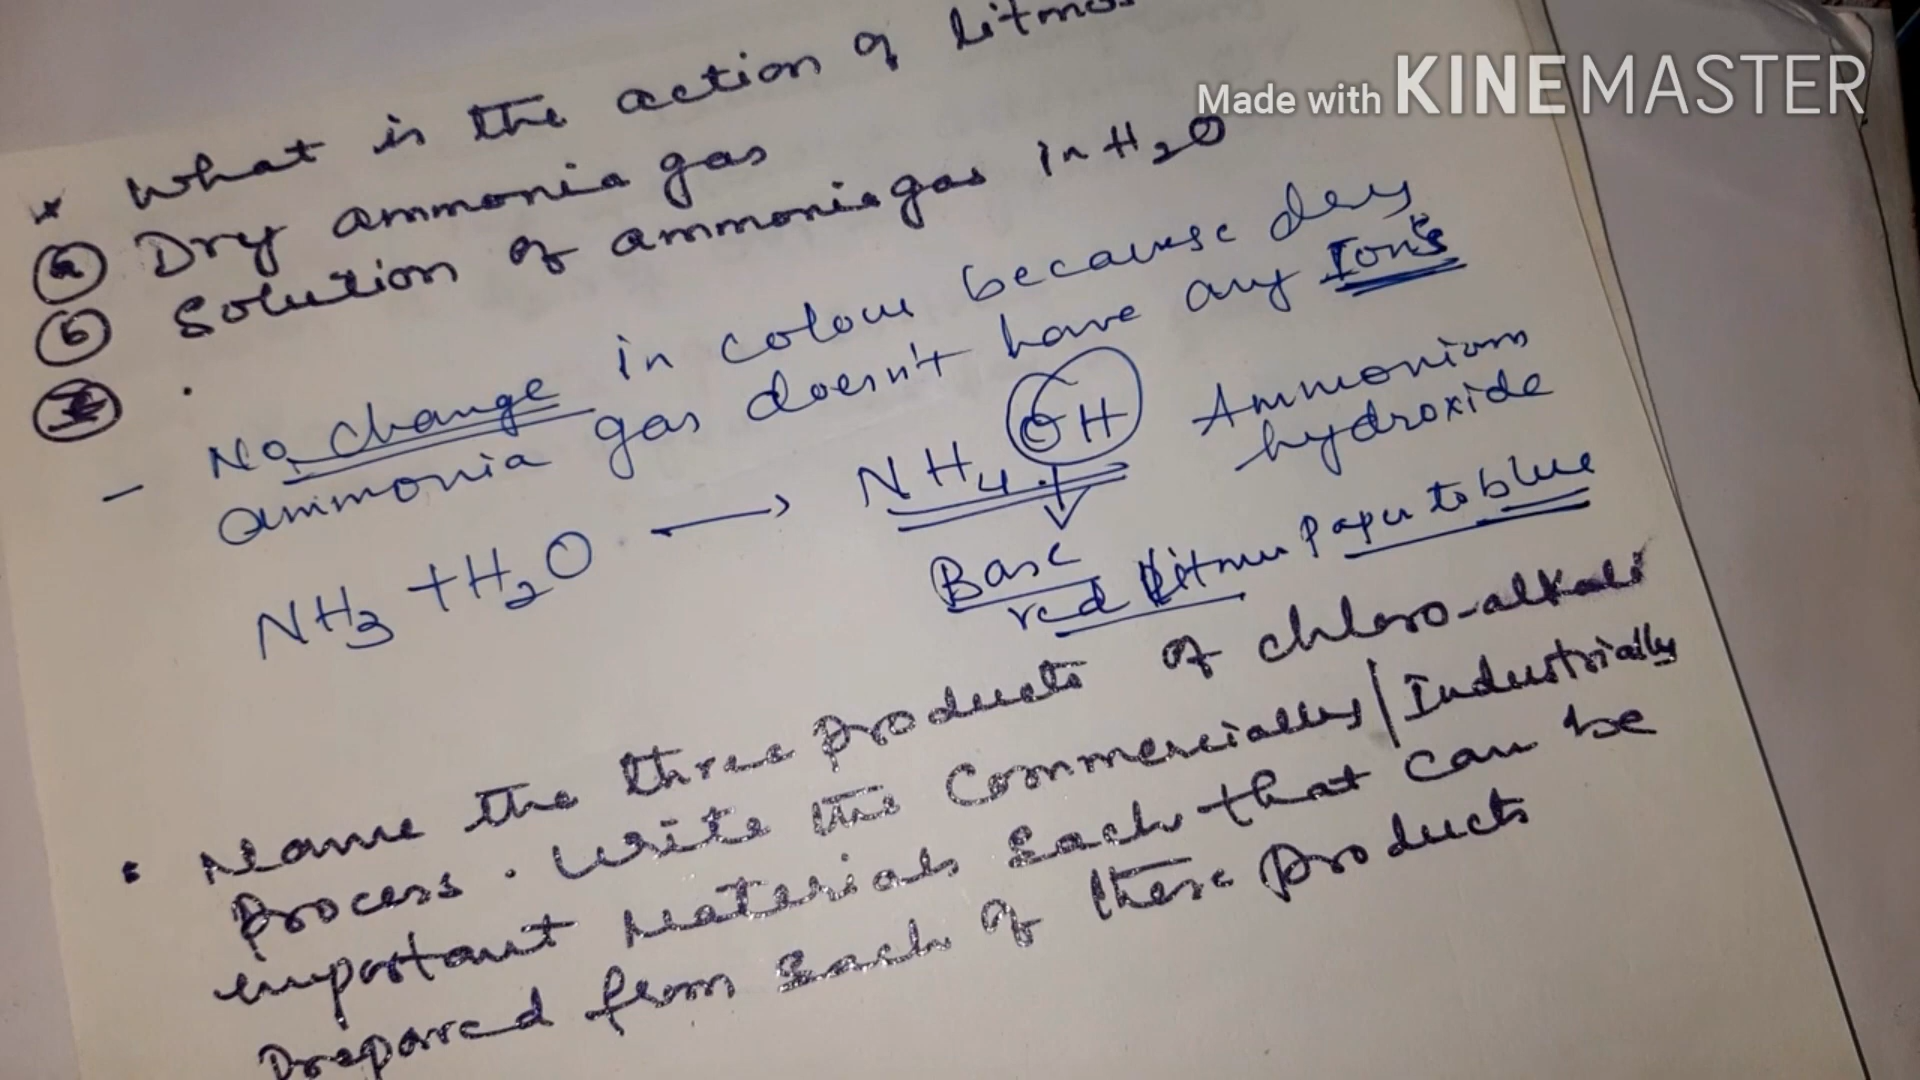 Made with KINEMASTER
* What is the action of Litmus
(a) Dry ammonia gas
(b) Solution of ammonia gas in H2O
- No change in colour because dry
ammonia gas doesn't have any Ions
NH3 + H2O → NH4OH Ammonium
hydroxide
Base
red litmus Paper to blue
• Name the three products of chloro-alkali
process. Write the commercially/Industrially
important materials each that can be
prepared from each of these products